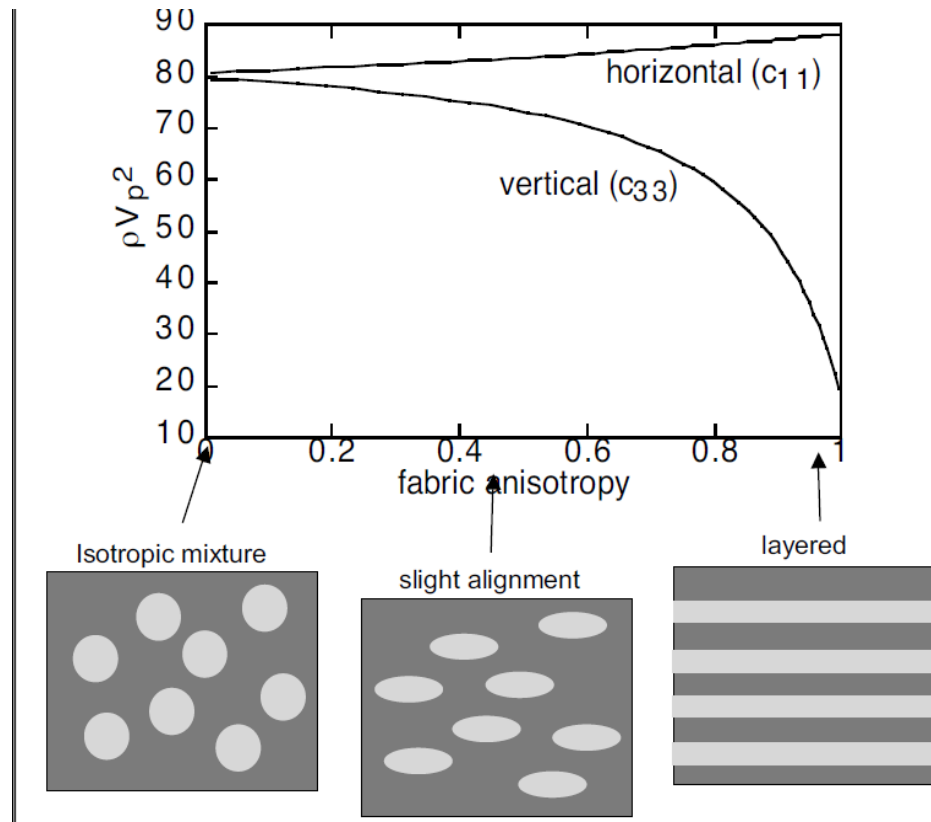 90
80
70
60
50
40
30
20
10
ρVp²
horizontal (c₁₁)
vertical (c₃₃)
0 0.2 0.4 0.6 0.8 1
fabric anisotropy
Isotropic mixture
slight alignment
layered